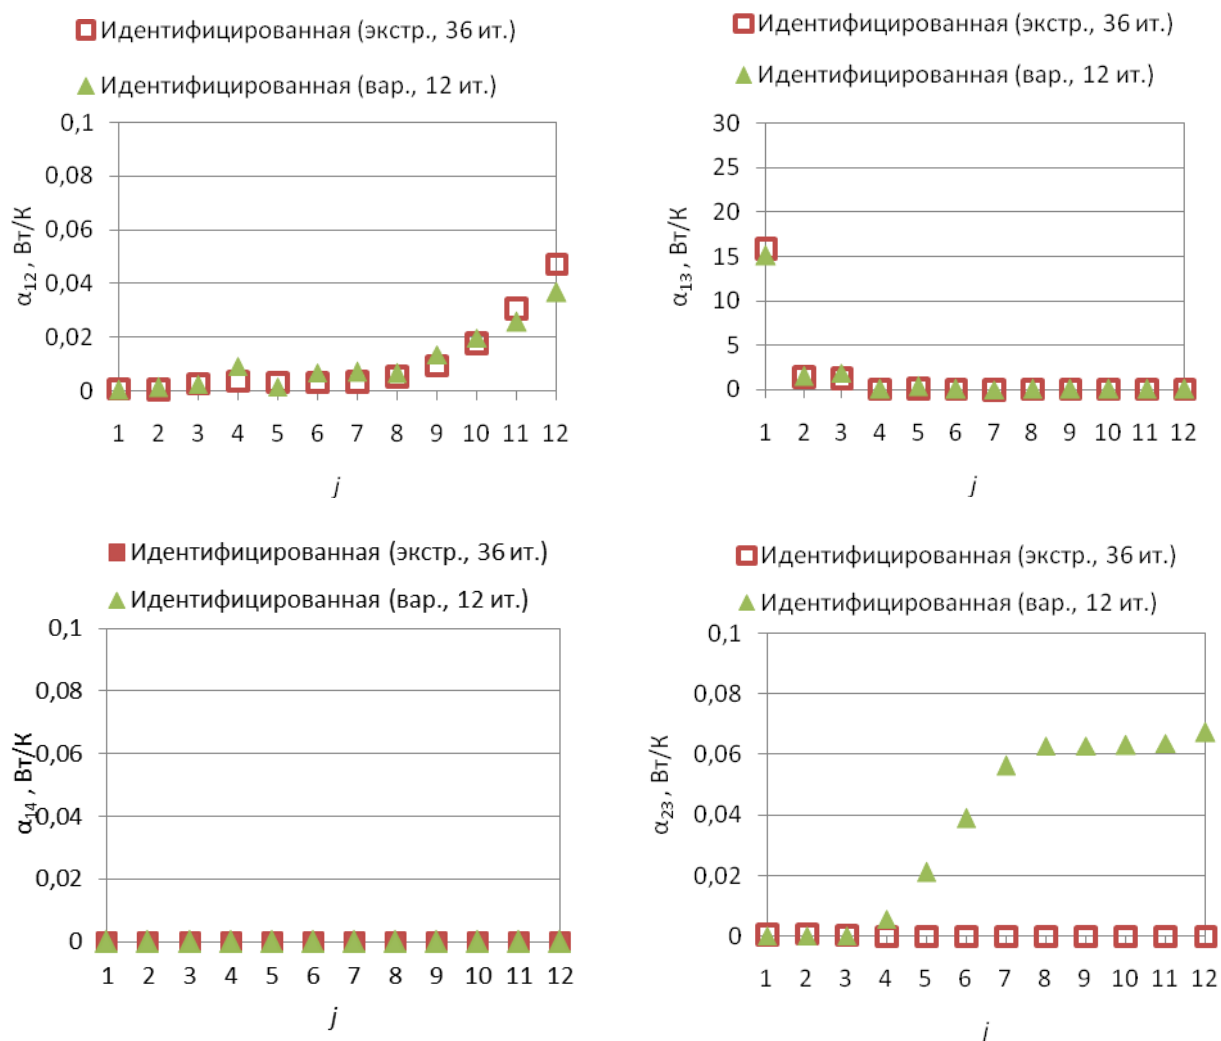 Идентифицированная (экстр., 36 ит.)
Идентифицированная (вар., 12 ит.)
0,1
0,08
0,06
0,04
0,02
0
α12 , Вт/К
1 2 3 4 5 6 7 8 9 10 11 12
j
Идентифицированная (экстр., 36 ит.)
Идентифицированная (вар., 12 ит.)
30
25
20
15
10
5
0
α13 , Вт/К
1 2 3 4 5 6 7 8 9 10 11 12
j
Идентифицированная (экстр., 36 ит.)
Идентифицированная (вар., 12 ит.)
0,1
0,08
0,06
0,04
0,02
0
α14 , Вт/К
1 2 3 4 5 6 7 8 9 10 11 12
j
Идентифицированная (экстр., 36 ит.)
Идентифицированная (вар., 12 ит.)
0,1
0,08
0,06
0,04
0,02
0
α23 , Вт/К
1 2 3 4 5 6 7 8 9 10 11 12
j